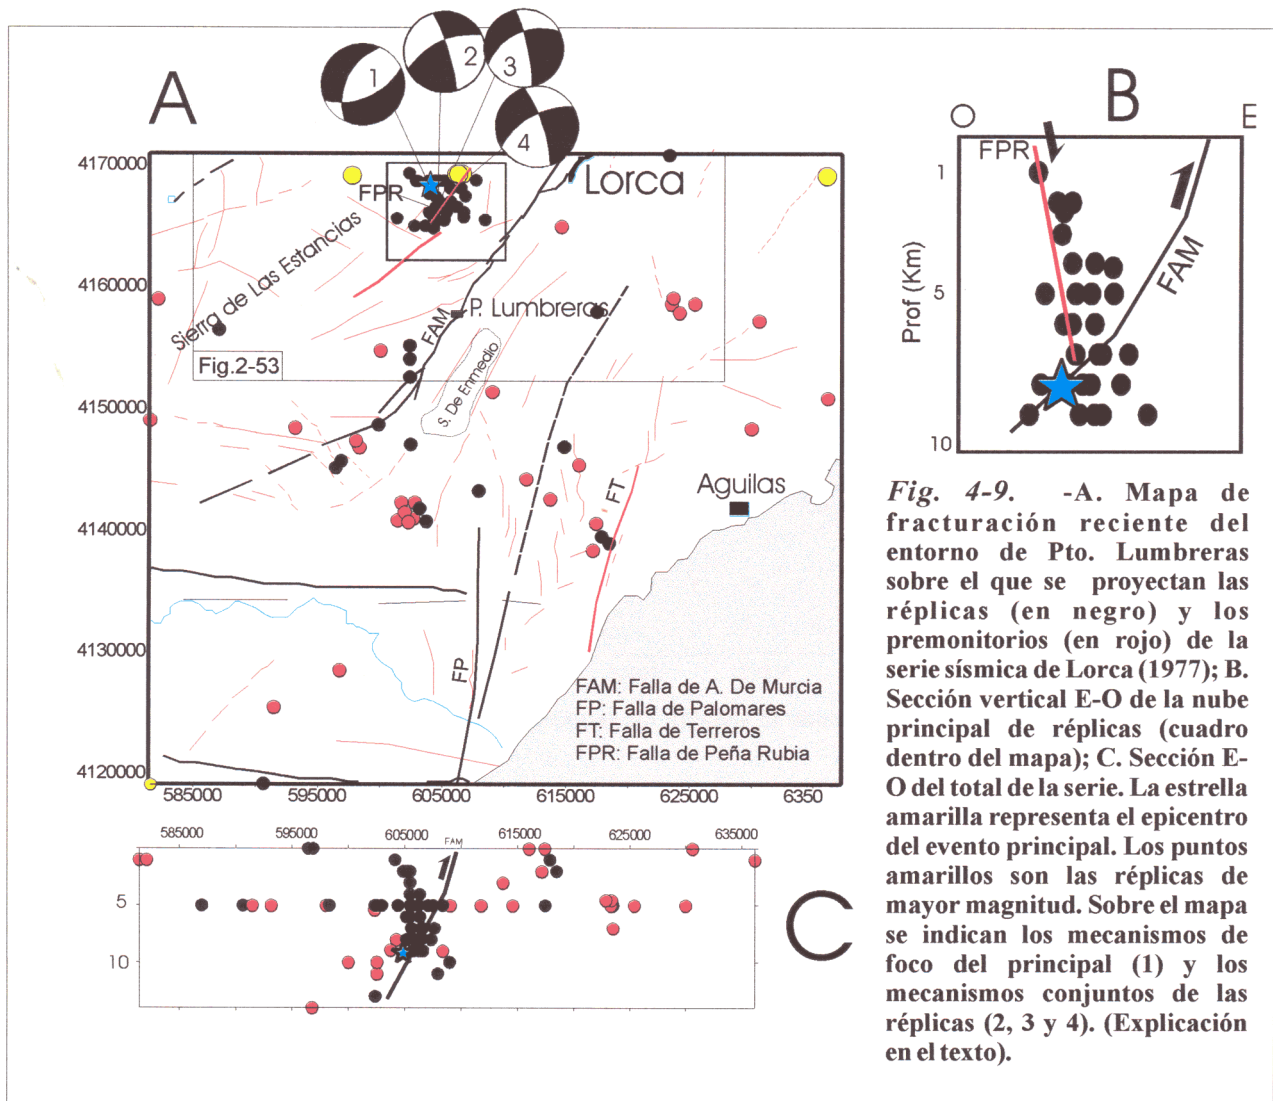 A
1
2
3
4
4170000
4160000
4150000
4140000
4130000
4120000
FPR
Lorca
Sierra de Las Estancias
FAM
P. Lumbreras
S. De Enmedio
Fig.2-53
Aguilas
FT
FP
FAM: Falla de A. De Murcia
FP: Falla de Palomares
FT: Falla de Terreros
FPR: Falla de Peña Rubia
585000 595000 605000 615000 625000 6350
B
O E
FPR
1
5
10
Prof (Km)
FAM
585000 595000 605000 615000 625000 635000
FAM
5
10
C
Fig. 4-9. -A. Mapa de
fracturación reciente del
entorno de Pto. Lumbreras
sobre el que se proyectan las
réplicas (en negro) y los
premonitorios (en rojo) de la
serie sísmica de Lorca (1977); B.
Sección vertical E-O de la nube
principal de réplicas (cuadro
dentro del mapa); C. Sección E-
O del total de la serie. La estrella
amarilla representa el epicentro
del evento principal. Los puntos
amarillos son las réplicas de
mayor magnitud. Sobre el mapa
se indican los mecanismos de
foco del principal (1) y los
mecanismos conjuntos de las
réplicas (2, 3 y 4). (Explicación
en el texto).